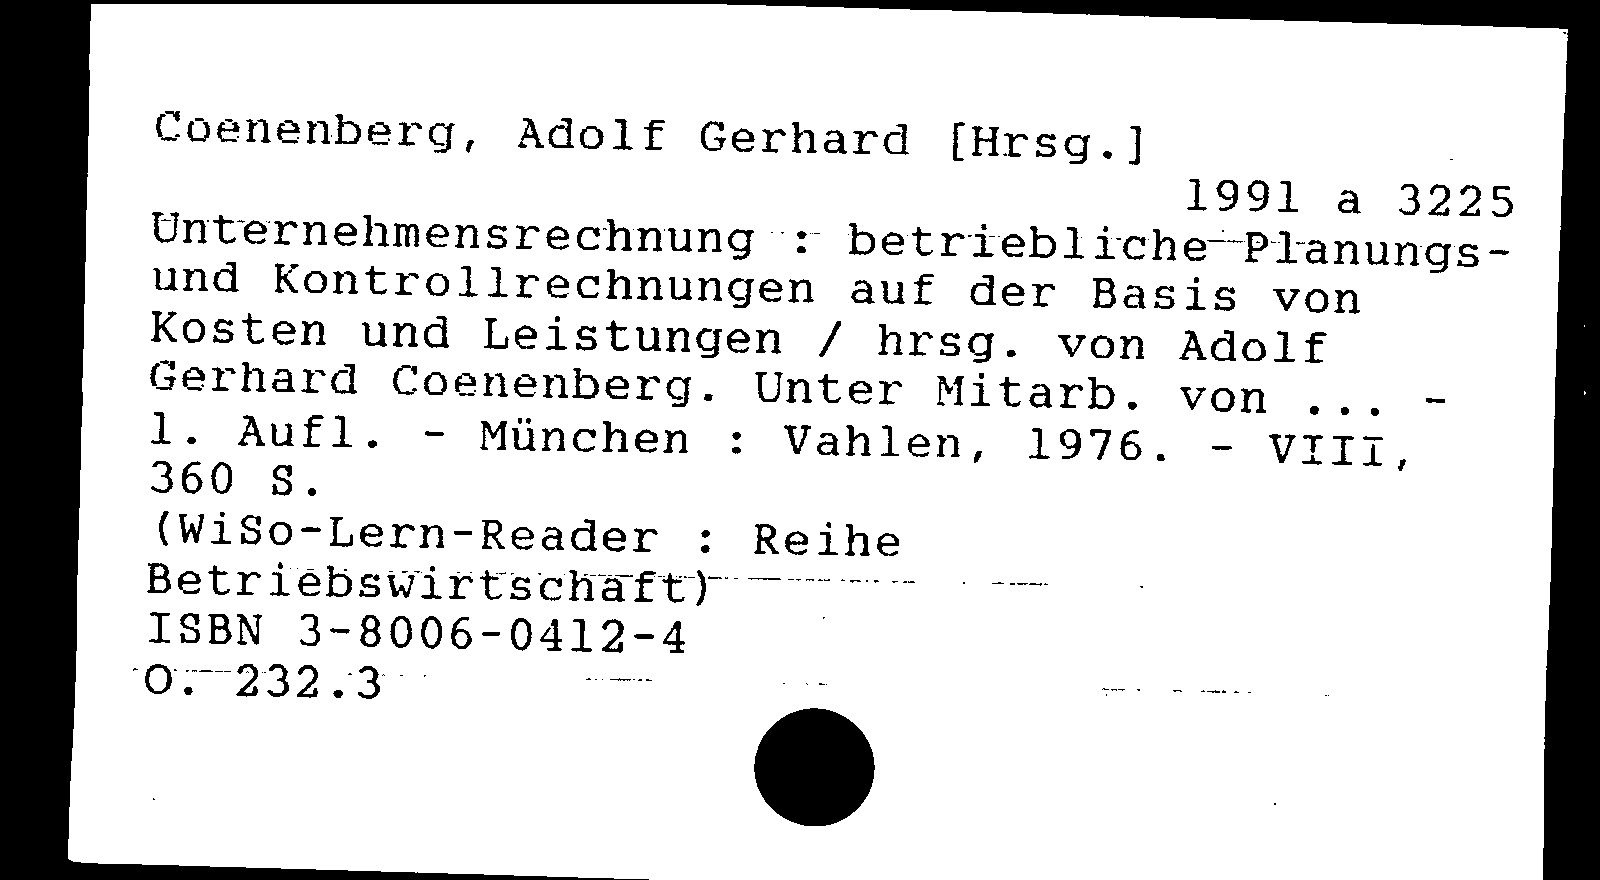 Coenenberg, Adolf Gerhard [Hrsg.]
1991 a 3225
Unternehmensrechnung : betriebliche Planungs-
und Kontrollrechnungen auf der Basis von
Kosten und Leistungen / hrsg. von Adolf
Gerhard Coenenberg. Unter Mitarb. von ... -
1. Aufl. - München : Vahlen, 1976. - VIII,
360 S.
(WiSo-Lern-Reader : Reihe
Betriebswirtschaft)
ISBN 3-8006-0412-4
O. 232.3